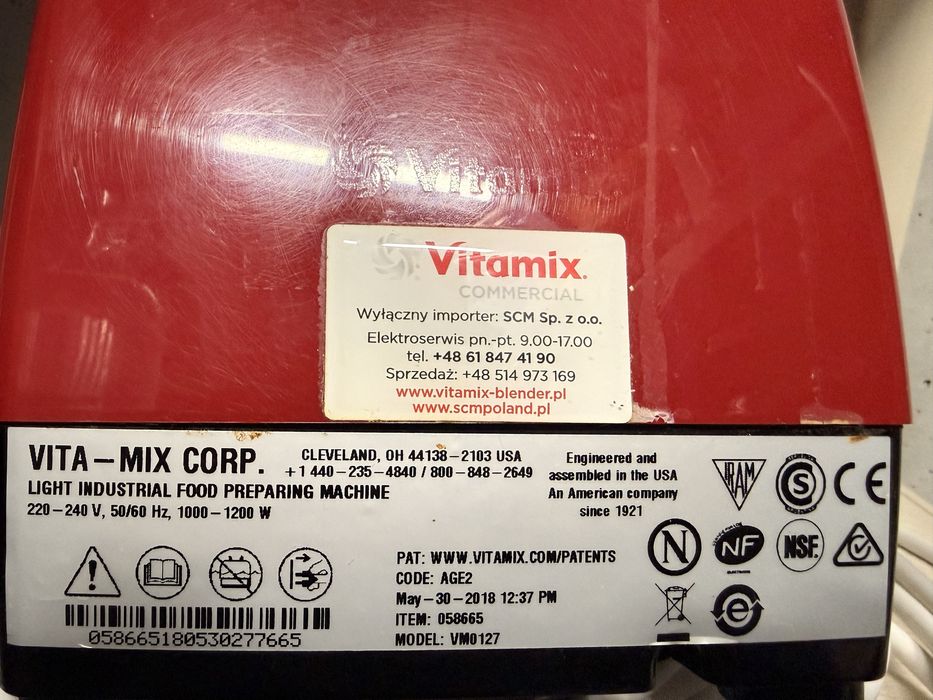 Vitamix.
COMMERCIAL
Wyłączny importer: SCM Sp. z o.o.
Elektroserwis pn.-pt. 9.00-17.00
tel. +48 61 847 41 90
Sprzedaż: +48 514 973 169
www.vitamix-blender.pl
www.scmpoland.pl
VITA-MIX CORP.
CLEVELAND, OH 44138-2103 USA
+1 440-235-4840 / 800-848-2649
LIGHT INDUSTRIAL FOOD PREPARING MACHINE
220-240 V, 50/60 Hz, 1000-1200 W
Engineered and
assembled in the USA
An American company
since 1921
IRAM
S
CE
N
NF
NSF.
PAT: WWW.VITAMIX.COM/PATENTS
CODE: AGE2
May-30-2018 12:37 PM
ITEM: 058665
MODEL: VM0127
058665180530277665
e